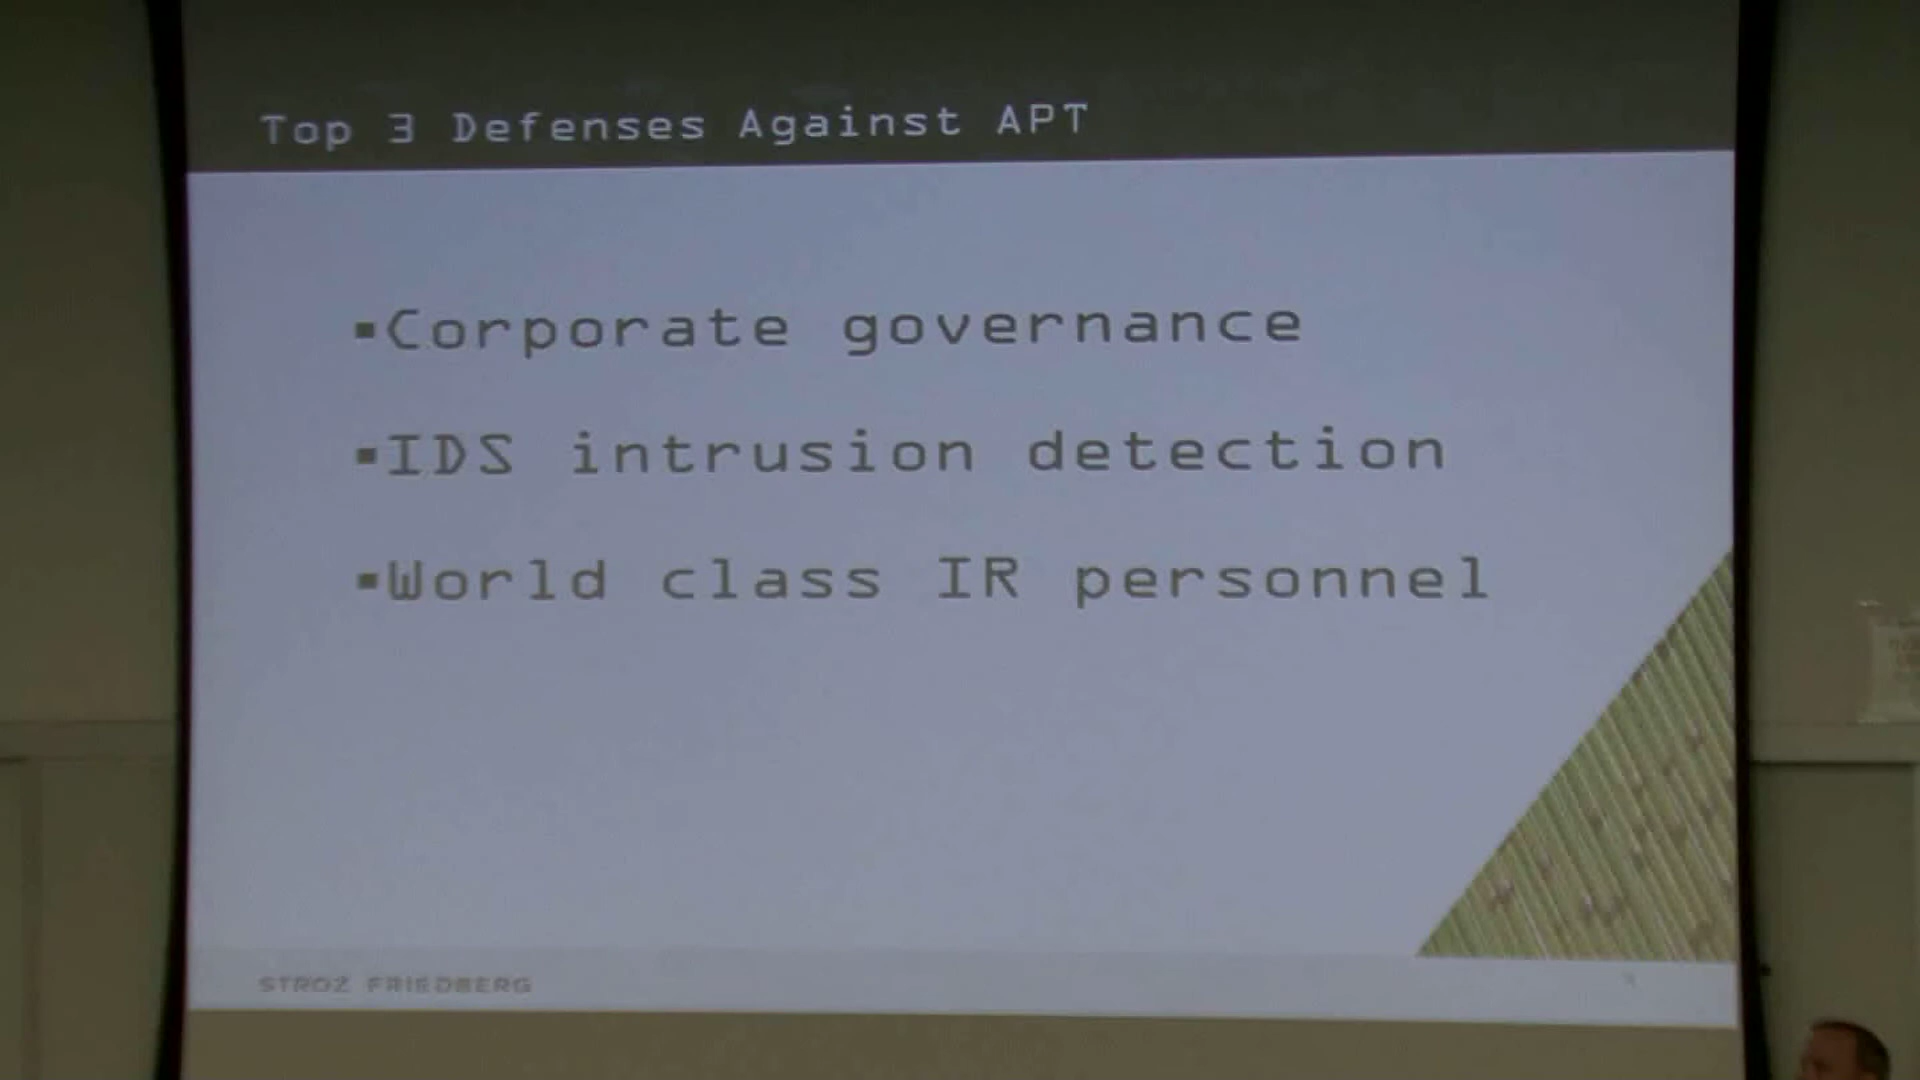 Top 3 Defenses Against APT
▪Corporate governance
▪IDS intrusion detection
▪World class IR personnel
STROZ FRIEDBERG